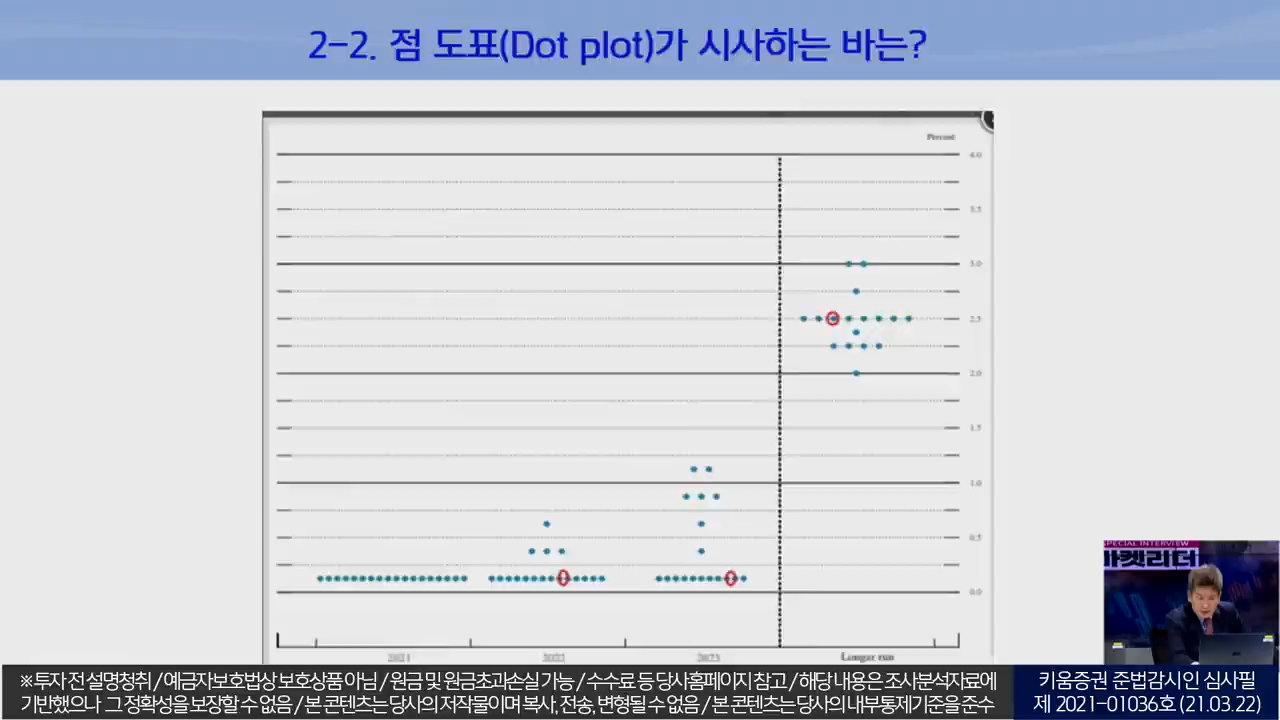 2-2. 점 도표(Dot plot)가 시사하는 바는?
Percent
4.0
3.5
3.0
2.5
2.0
1.5
1.0
0.5
0.0
2021
2022
2023
Longer run
SPECIAL INTERVIEW
마켓리더
※ 투자 전 설명청취 / 예금자보호법상 보호상품 아님 / 원금 및 원금초과손실 가능 / 수수료 등 당사홈페이지 참고 / 해당 내용은 조사분석자료에
기반했으나 그 정확성을 보장할 수 없음 / 본 콘텐츠는 당사의 저작물이며 복사, 전송, 변형될 수 없음 / 본 콘텐츠는 당사의 내부통제기준을 준수
키움증권 준법감시인 심사필
제 2021-01036호 (21.03.22)